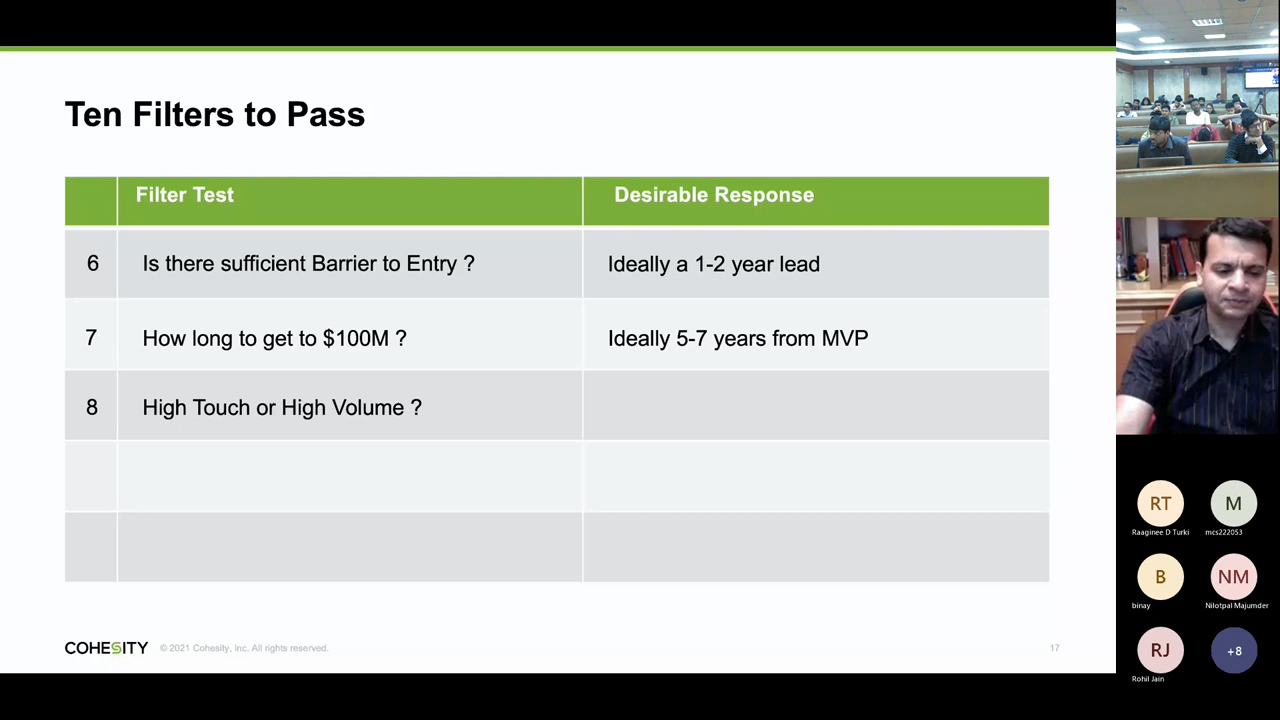 Ten Filters to Pass
Filter Test
Desirable Response
6
Is there sufficient Barrier to Entry ?
Ideally a 1-2 year lead
7
How long to get to $100M ?
Ideally 5-7 years from MVP
8
High Touch or High Volume ?
COHESITY
© 2021 Cohesity, Inc. All rights reserved.
17
RT
M
Raaginee D Turki
mcs222053
B
NM
binay
Nilotpal Majumder
RJ
+8
Rohil Jain